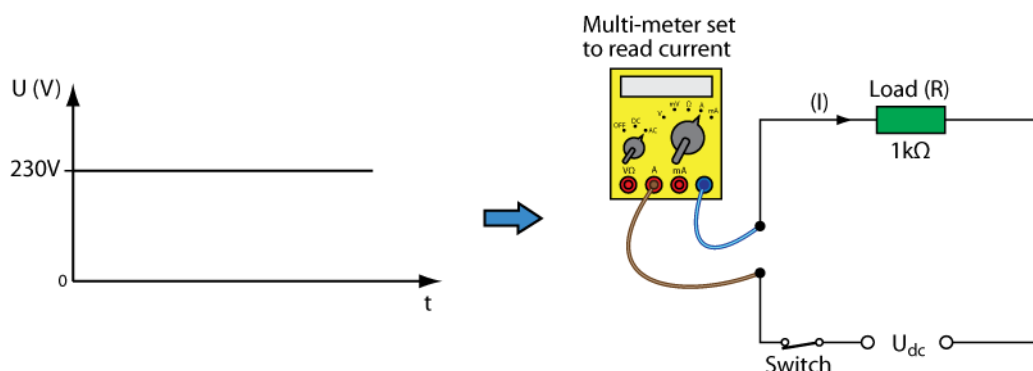 Multi-meter set
to read current
U (V)
230V
0
t
OFF DC AC
V mV Ω A mA
VΩ A mA
(I)
Load (R)
1kΩ
Switch
Udc